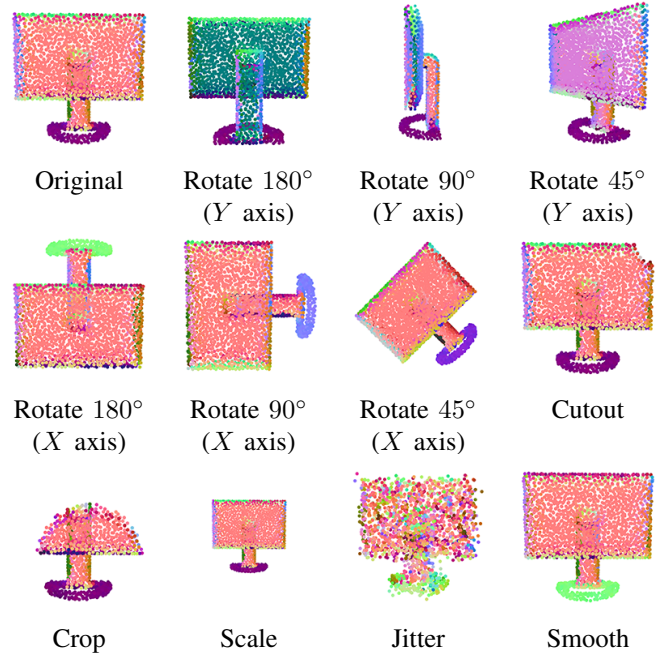 Original
Rotate 180°
(Y axis)
Rotate 90°
(Y axis)
Rotate 45°
(Y axis)
Rotate 180°
(X axis)
Rotate 90°
(X axis)
Rotate 45°
(X axis)
Cutout
Crop
Scale
Jitter
Smooth